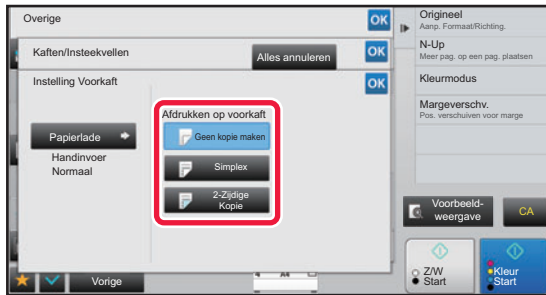 Overige
OK
Kaften/Insteekvellen
Alles annuleren
OK
Instelling Voorkaft
OK
Afdrukken op voorkaft
Papierlade
Geen kopie maken
Handinvoer
Normaal
Simplex
2-Zijdige
Kopie
Vorige
A4
Origineel
Aanp. Formaat/Richting.
N-Up
Meer pag. op een pag. plaatsen
Kleurmodus
Margeverschv.
Pos. verschuiven voor marge
Voorbeeld-
weergave
CA
Z/W
Start
Kleur
Start